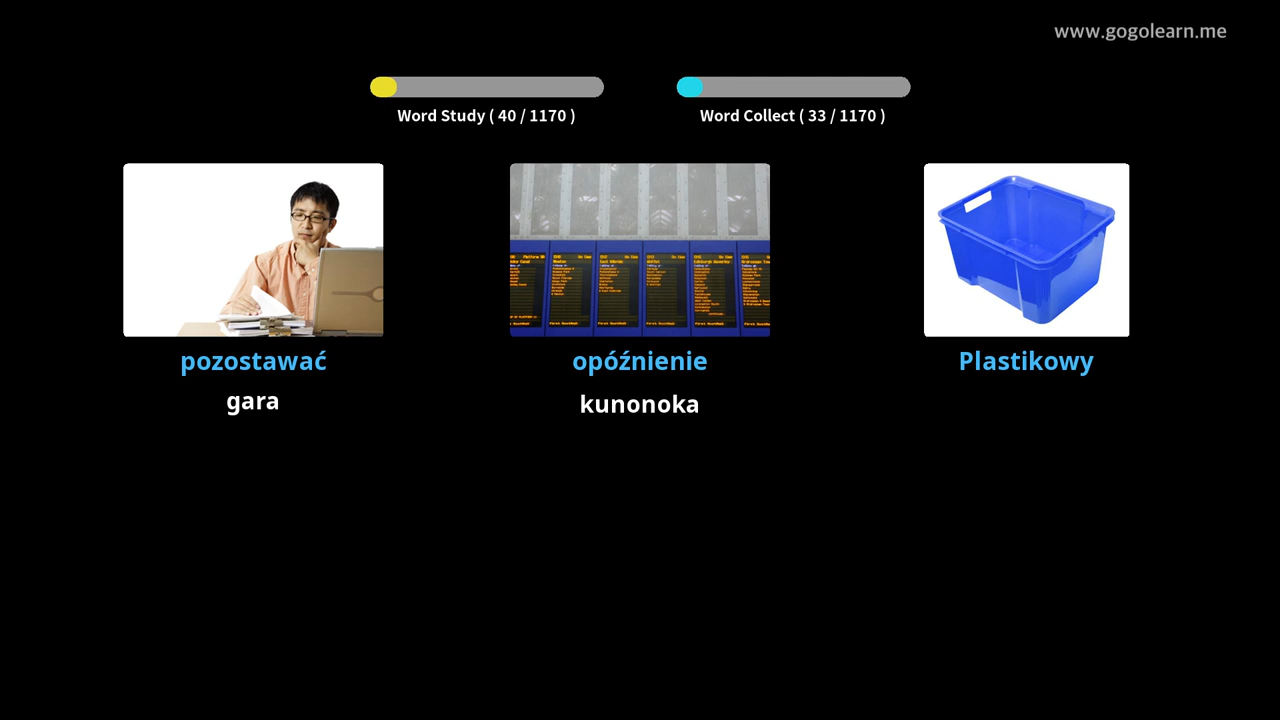 www.gogolearn.me
Word Study ( 40 / 1170 )
Word Collect ( 33 / 1170 )
pozostawać
opóźnienie
Plastikowy
gara
kunonoka